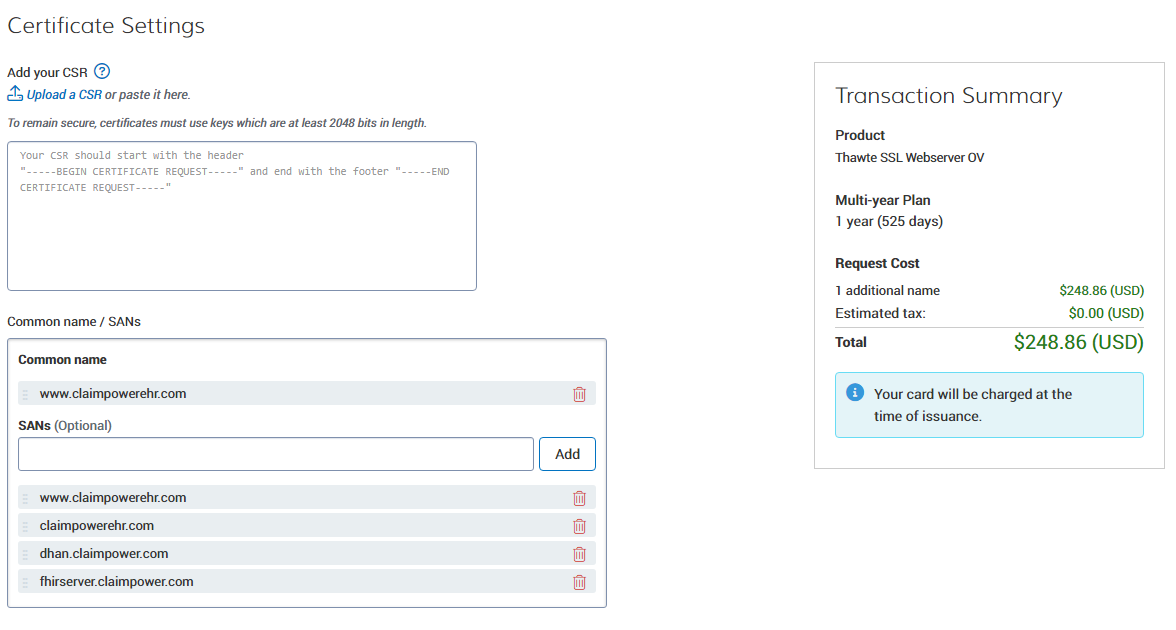 Certificate Settings
Add your CSR ?
Upload a CSR or paste it here.
To remain secure, certificates must use keys which are at least 2048 bits in length.
Your CSR should start with the header
"-----BEGIN CERTIFICATE REQUEST-----" and end with the footer "-----END
CERTIFICATE REQUEST-----"
Common name / SANs
Common name
www.claimpowerehr.com
SANs (Optional)
Add
www.claimpowerehr.com
claimpowerehr.com
dhan.claimpower.com
fhirserver.claimpower.com
Transaction Summary
Product
Thawte SSL Webserver OV
Multi-year Plan
1 year (525 days)
Request Cost
1 additional name $248.86 (USD)
Estimated tax: $0.00 (USD)
Total $248.86 (USD)
i Your card will be charged at the
time of issuance.